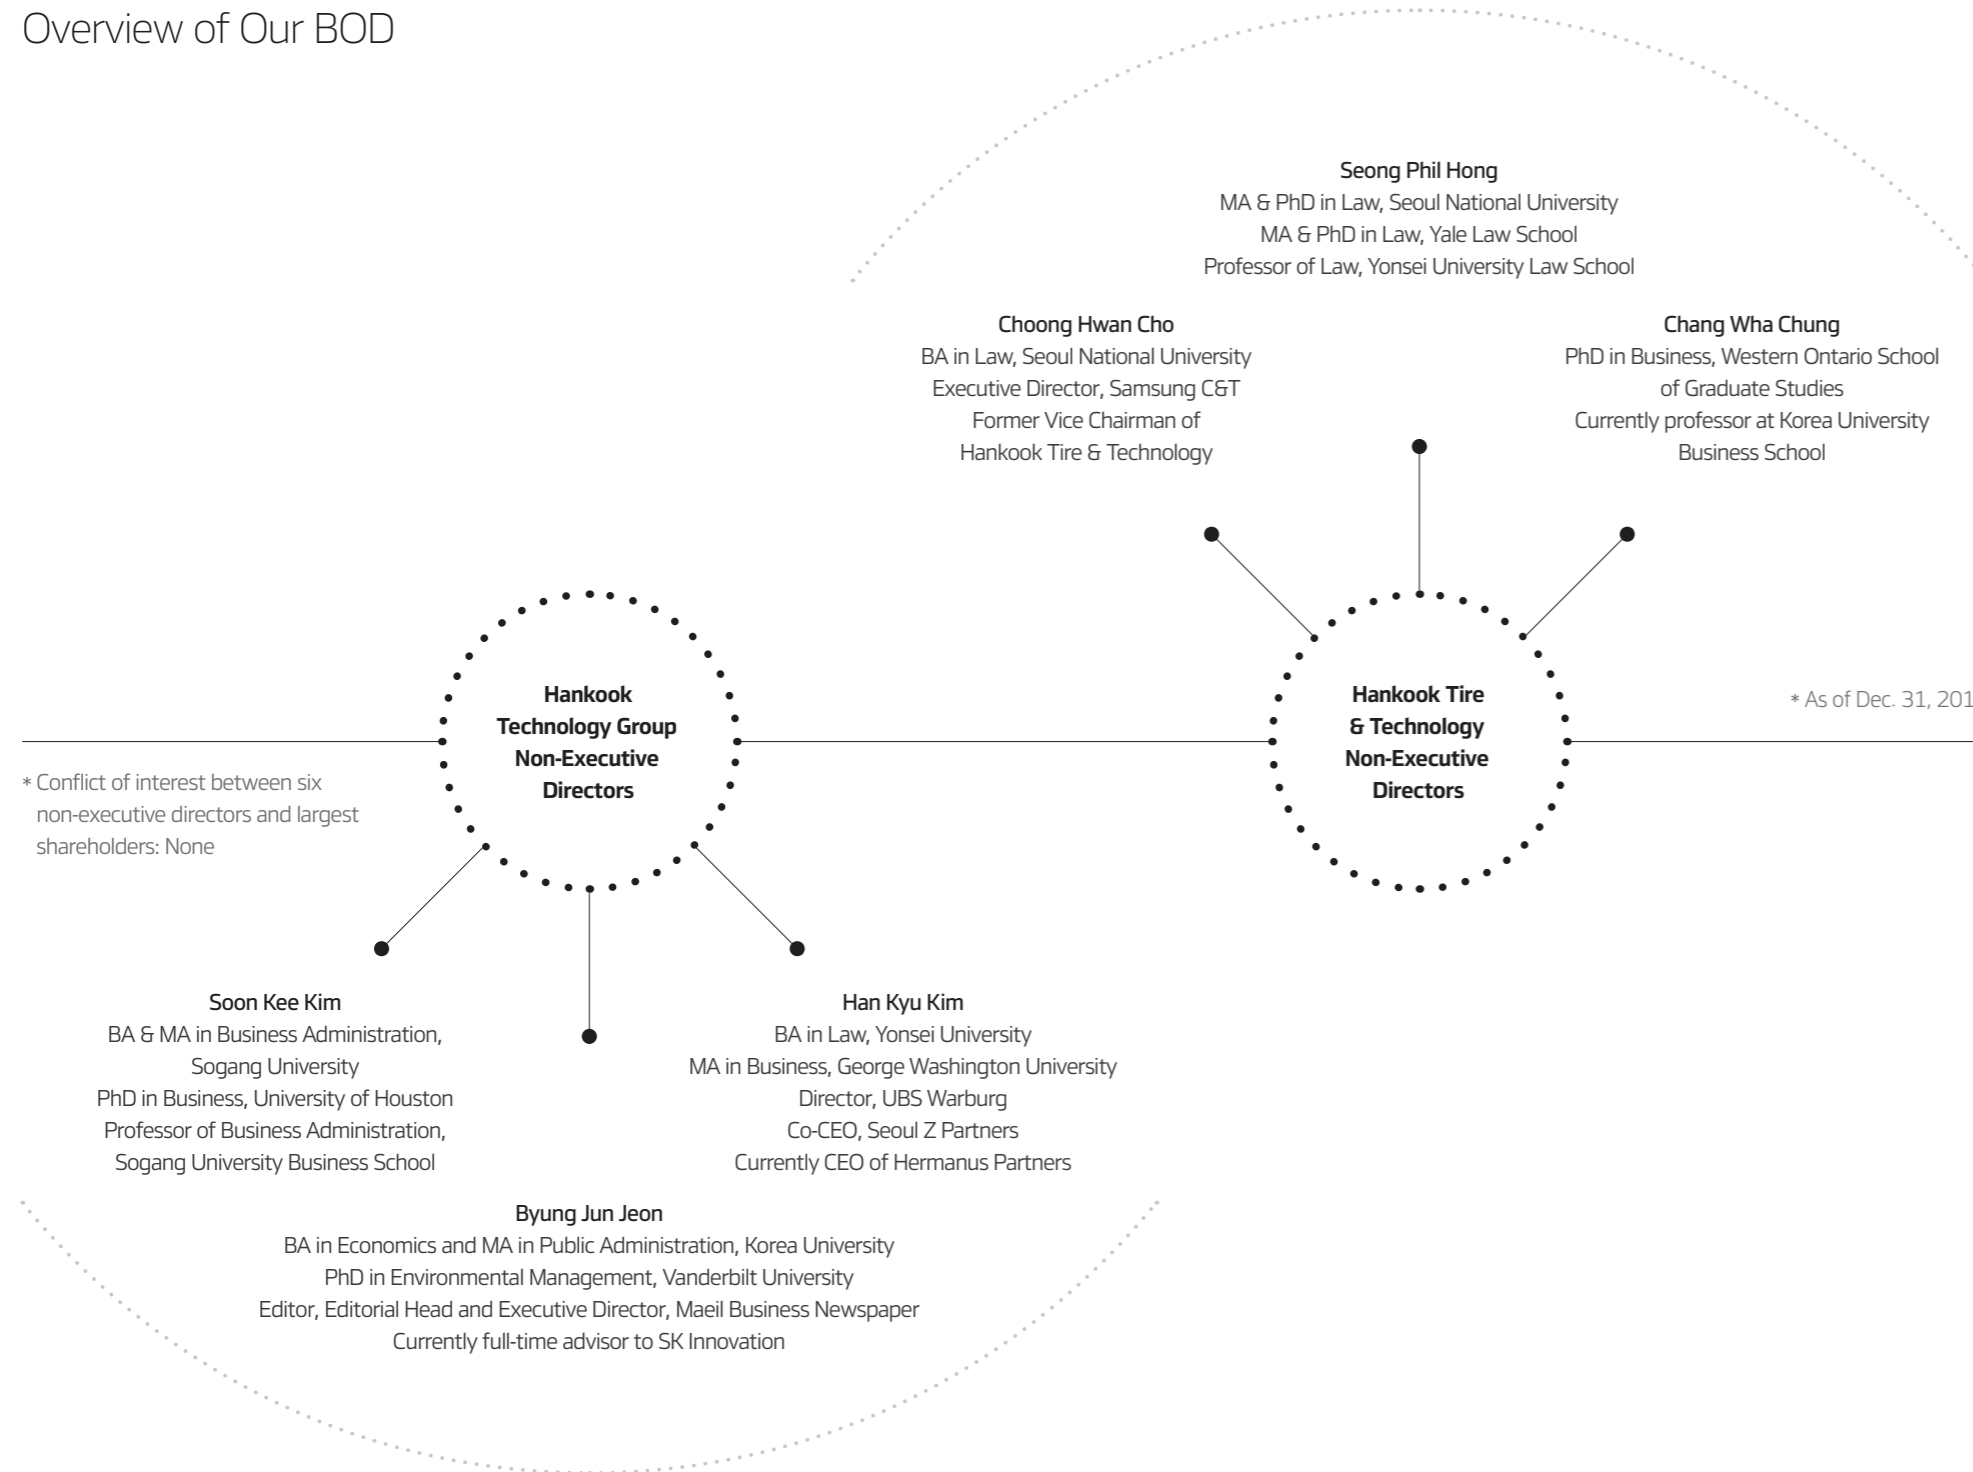 Overview of Our BOD
Seong Phil Hong
MA & PhD in Law, Seoul National University
MA & PhD in Law, Yale Law School
Professor of Law, Yonsei University Law School
Choong Hwan Cho
BA in Law, Seoul National University
Executive Director, Samsung C&T
Former Vice Chairman of
Hankook Tire & Technology
Chang Wha Chung
PhD in Business, Western Ontario School
of Graduate Studies
Currently professor at Korea University
Business School
Hankook
Technology Group
Non-Executive
Directors
Hankook Tire
& Technology
Non-Executive
Directors
* As of Dec. 31, 201
* Conflict of interest between six
non-executive directors and largest
shareholders: None
Soon Kee Kim
BA & MA in Business Administration,
Sogang University
PhD in Business, University of Houston
Professor of Business Administration,
Sogang University Business School
Han Kyu Kim
BA in Law, Yonsei University
MA in Business, George Washington University
Director, UBS Warburg
Co-CEO, Seoul Z Partners
Currently CEO of Hermanus Partners
Byung Jun Jeon
BA in Economics and MA in Public Administration, Korea University
PhD in Environmental Management, Vanderbilt University
Editor, Editorial Head and Executive Director, Maeil Business Newspaper
Currently full-time advisor to SK Innovation